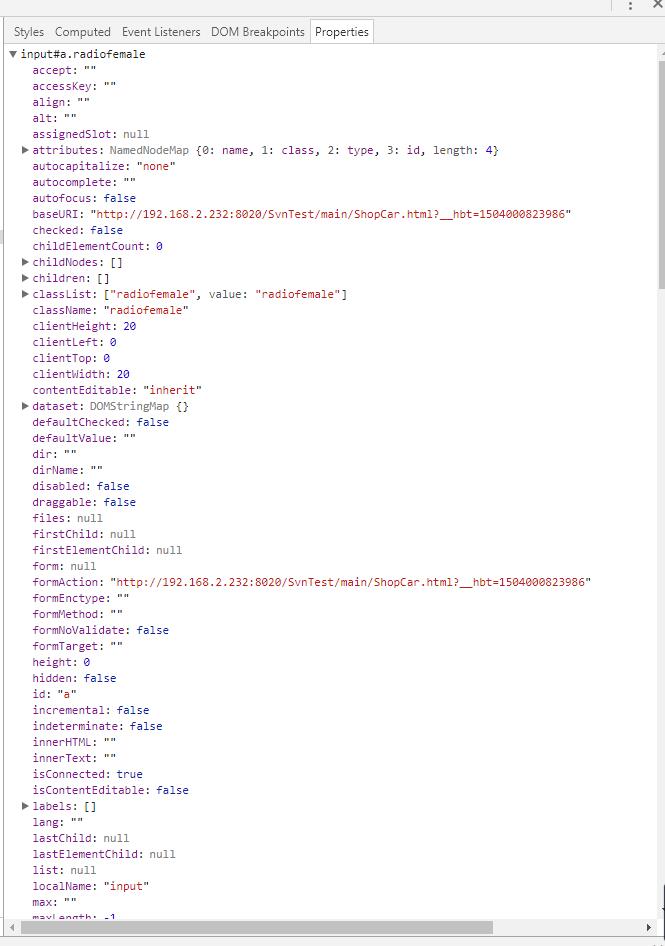 Styles Computed Event Listeners DOM Breakpoints Properties
input#a.radiofemale
accept: ""
accessKey: ""
align: ""
alt: ""
assignedSlot: null
attributes: NamedNodeMap {0: name, 1: class, 2: type, 3: id, length: 4}
autocapitalize: "none"
autocomplete: ""
autofocus: false
baseURI: "http://192.168.2.232:8020/SvnTest/main/ShopCar.html?__hbt=1504000823986"
checked: false
childElementCount: 0
childNodes: []
children: []
classList: ["radiofemale", value: "radiofemale"]
className: "radiofemale"
clientHeight: 20
clientLeft: 0
clientTop: 0
clientWidth: 20
contentEditable: "inherit"
dataset: DOMStringMap {}
defaultChecked: false
defaultValue: ""
dir: ""
dirName: ""
disabled: false
draggable: false
files: null
firstChild: null
firstElementChild: null
form: null
formAction: "http://192.168.2.232:8020/SvnTest/main/ShopCar.html?__hbt=1504000823986"
formEnctype: ""
formMethod: ""
formNoValidate: false
formTarget: ""
height: 0
hidden: false
id: "a"
incremental: false
indeterminate: false
innerHTML: ""
innerText: ""
isConnected: true
isContentEditable: false
labels: []
lang: ""
lastChild: null
lastElementChild: null
list: null
localName: "input"
max: ""
maxLength: -1